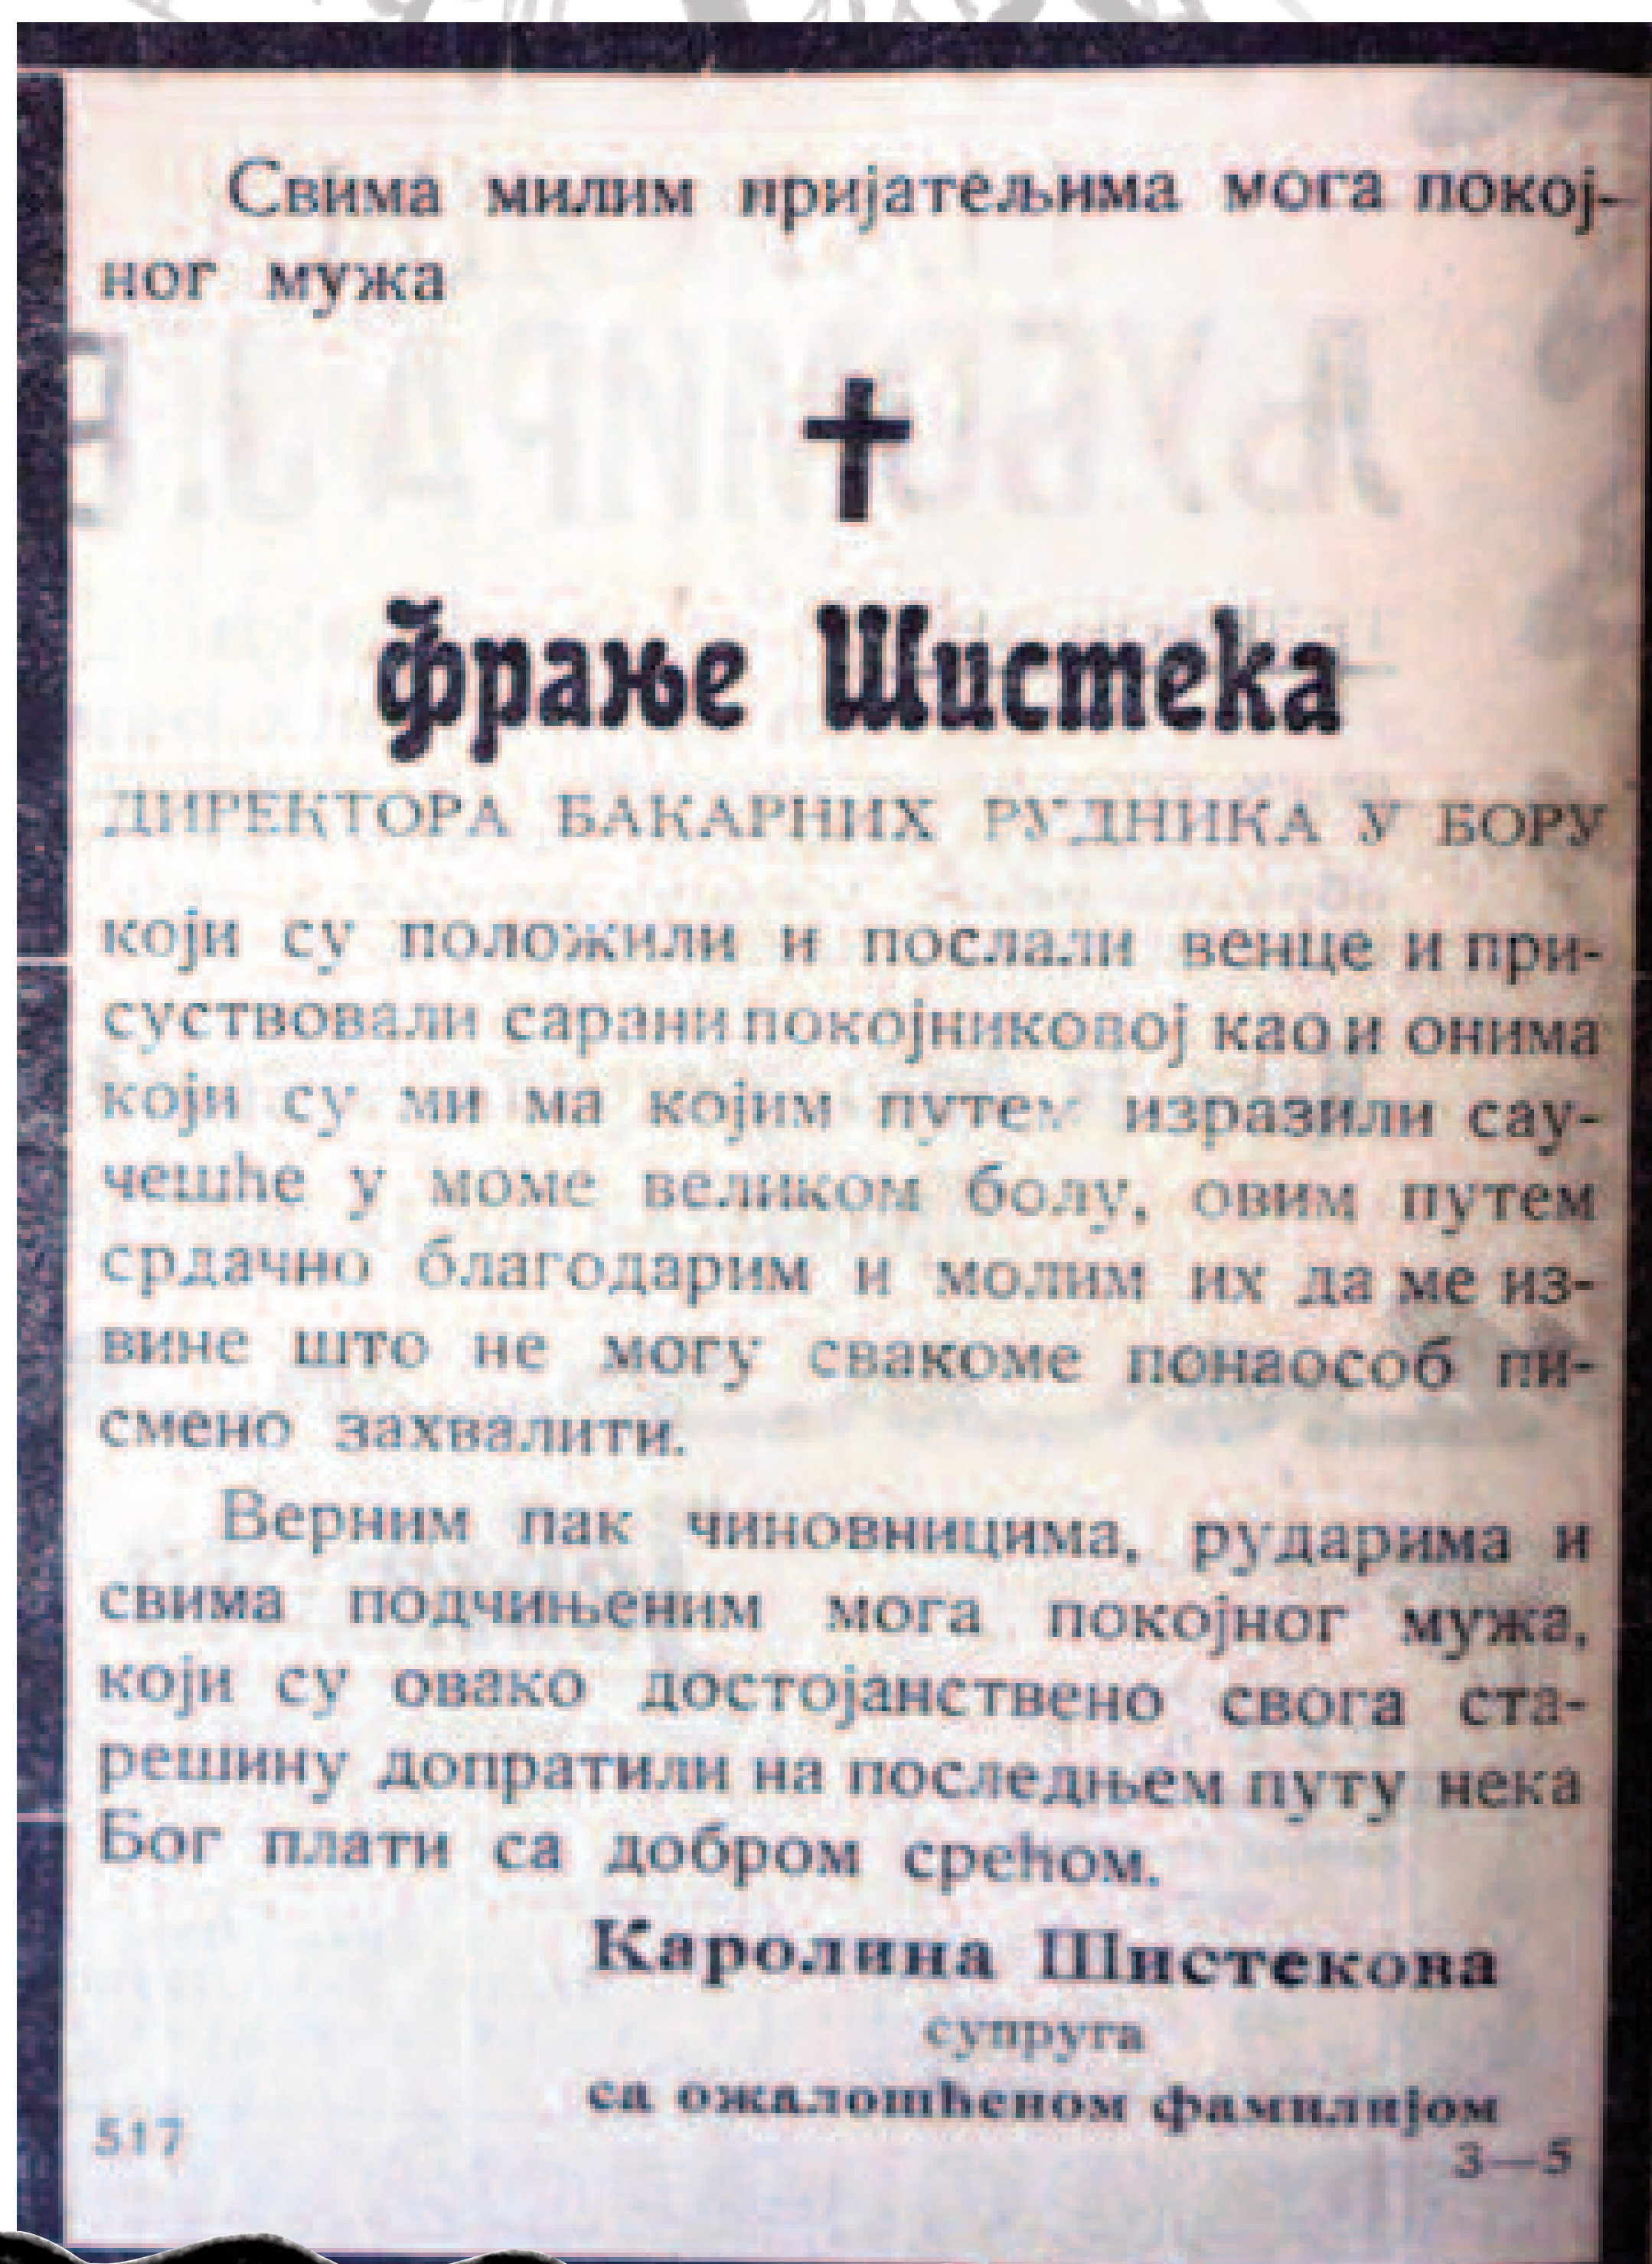 Свима милим пријатељима мога покој-
ног мужа
Фрање Шистека
ДИРЕКТОРА БАКАРНИХ РУДНИКА У БОРУ
који су положили и послали венце и при-
суствовали сарани покојниковој као и онима
који су ми ма којим путем изразили сау-
чешће у моме великом болу, овим путем
срдачно благодарим и молим их да ме из-
вине што не могу свакоме понаособ пи-
смено захвалити.
Верним пак чиновницима, рударима и
свима подчињеним мога покојног мужа,
који су овако достојанствено свога ста-
решину допратили на последњем путу нека
Бог плати са добром срећом.
Каролина Шистекова
супруга
са ожалошћеном фамилијом
517
3—5